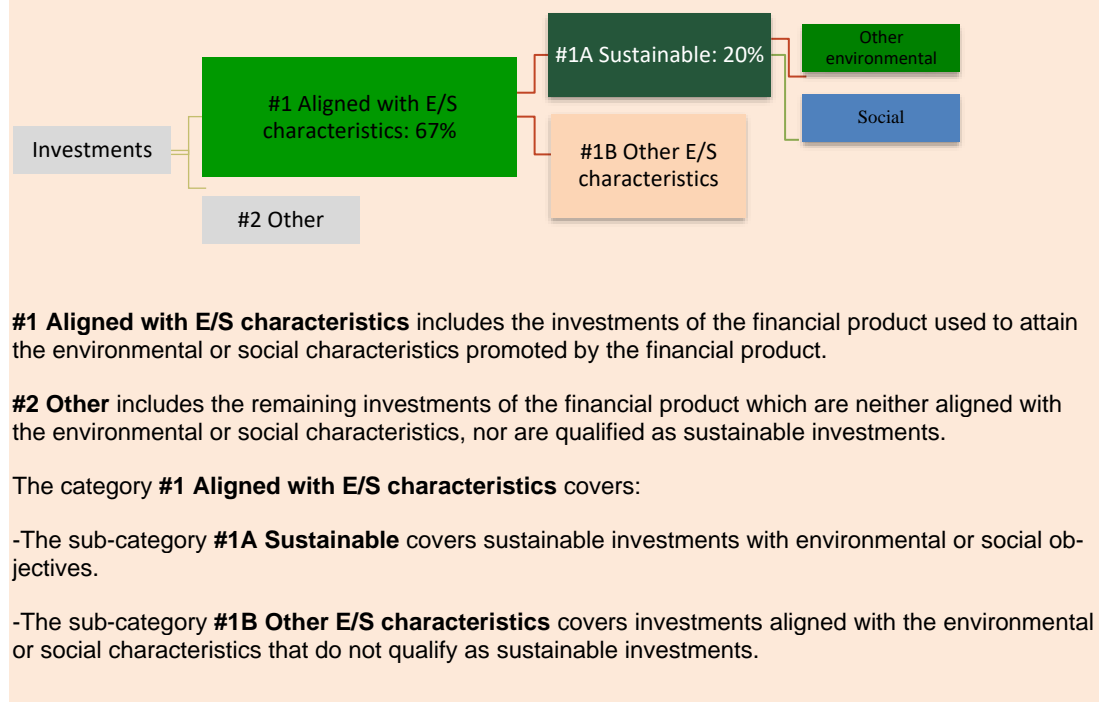 Investments
#1 Aligned with E/S
characteristics: 67%
#2 Other
#1A Sustainable: 20%
#1B Other E/S
characteristics
Other
environmental
Social
#1 Aligned with E/S characteristics includes the investments of the financial product used to attain
the environmental or social characteristics promoted by the financial product.
#2 Other includes the remaining investments of the financial product which are neither aligned with
the environmental or social characteristics, nor are qualified as sustainable investments.
The category #1 Aligned with E/S characteristics covers:
-The sub-category #1A Sustainable covers sustainable investments with environmental or social ob-
jectives.
-The sub-category #1B Other E/S characteristics covers investments aligned with the environmental
or social characteristics that do not qualify as sustainable investments.